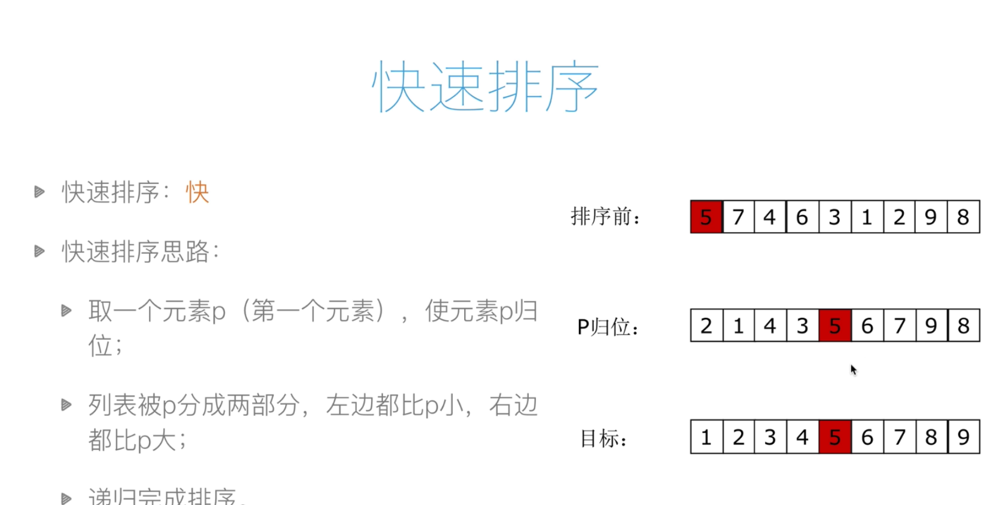 快速排序
快速排序：快
快速排序思路：
取一个元素p（第一个元素），使元素p归
位；
列表被p分成两部分，左边都比p小，右边
都比p大；
递归完成排序。
排序前：
5 7 4 6 3 1 2 9 8
P归位：
2 1 4 3 5 6 7 9 8
目标：
1 2 3 4 5 6 7 8 9